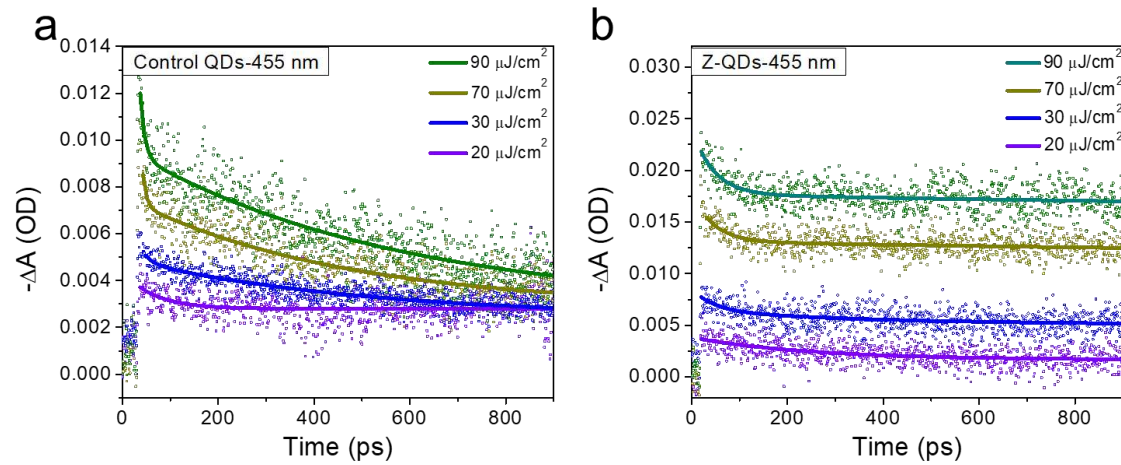 a
Control QDs-455 nm
90 μJ/cm²
70 μJ/cm²
30 μJ/cm²
20 μJ/cm²
0.014
0.012
0.010
0.008
0.006
0.004
0.002
0.000
-ΔA (OD)
0 200 400 600 800
Time (ps)
b
Z-QDs-455 nm
90 μJ/cm²
70 μJ/cm²
30 μJ/cm²
20 μJ/cm²
0.030
0.025
0.020
0.015
0.010
0.005
0.000
-ΔA (OD)
0 200 400 600 800
Time (ps)